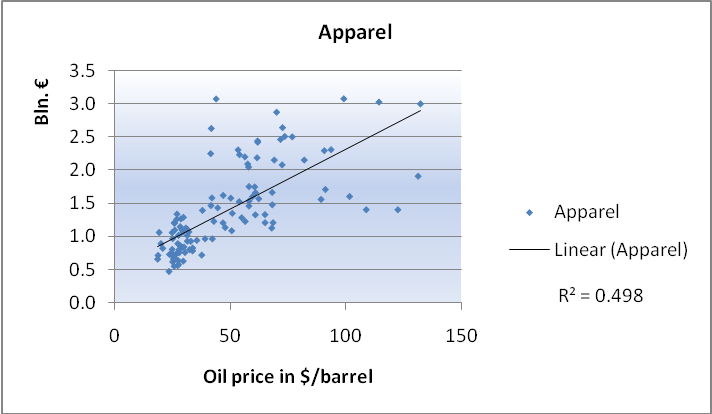 Apparel
Bln. €
3.5
3.0
2.5
2.0
1.5
1.0
0.5
0.0
0 50 100 150
Oil price in $/barrel
Apparel
Linear (Apparel)
R² = 0.498